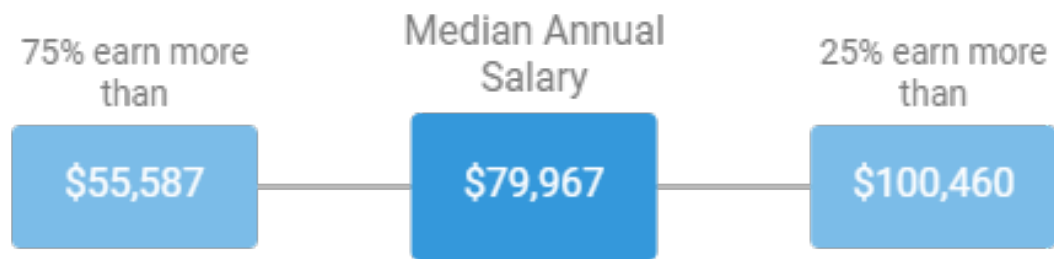 75% earn more
than
$55,587
Median Annual
Salary
$79,967
25% earn more
than
$100,460